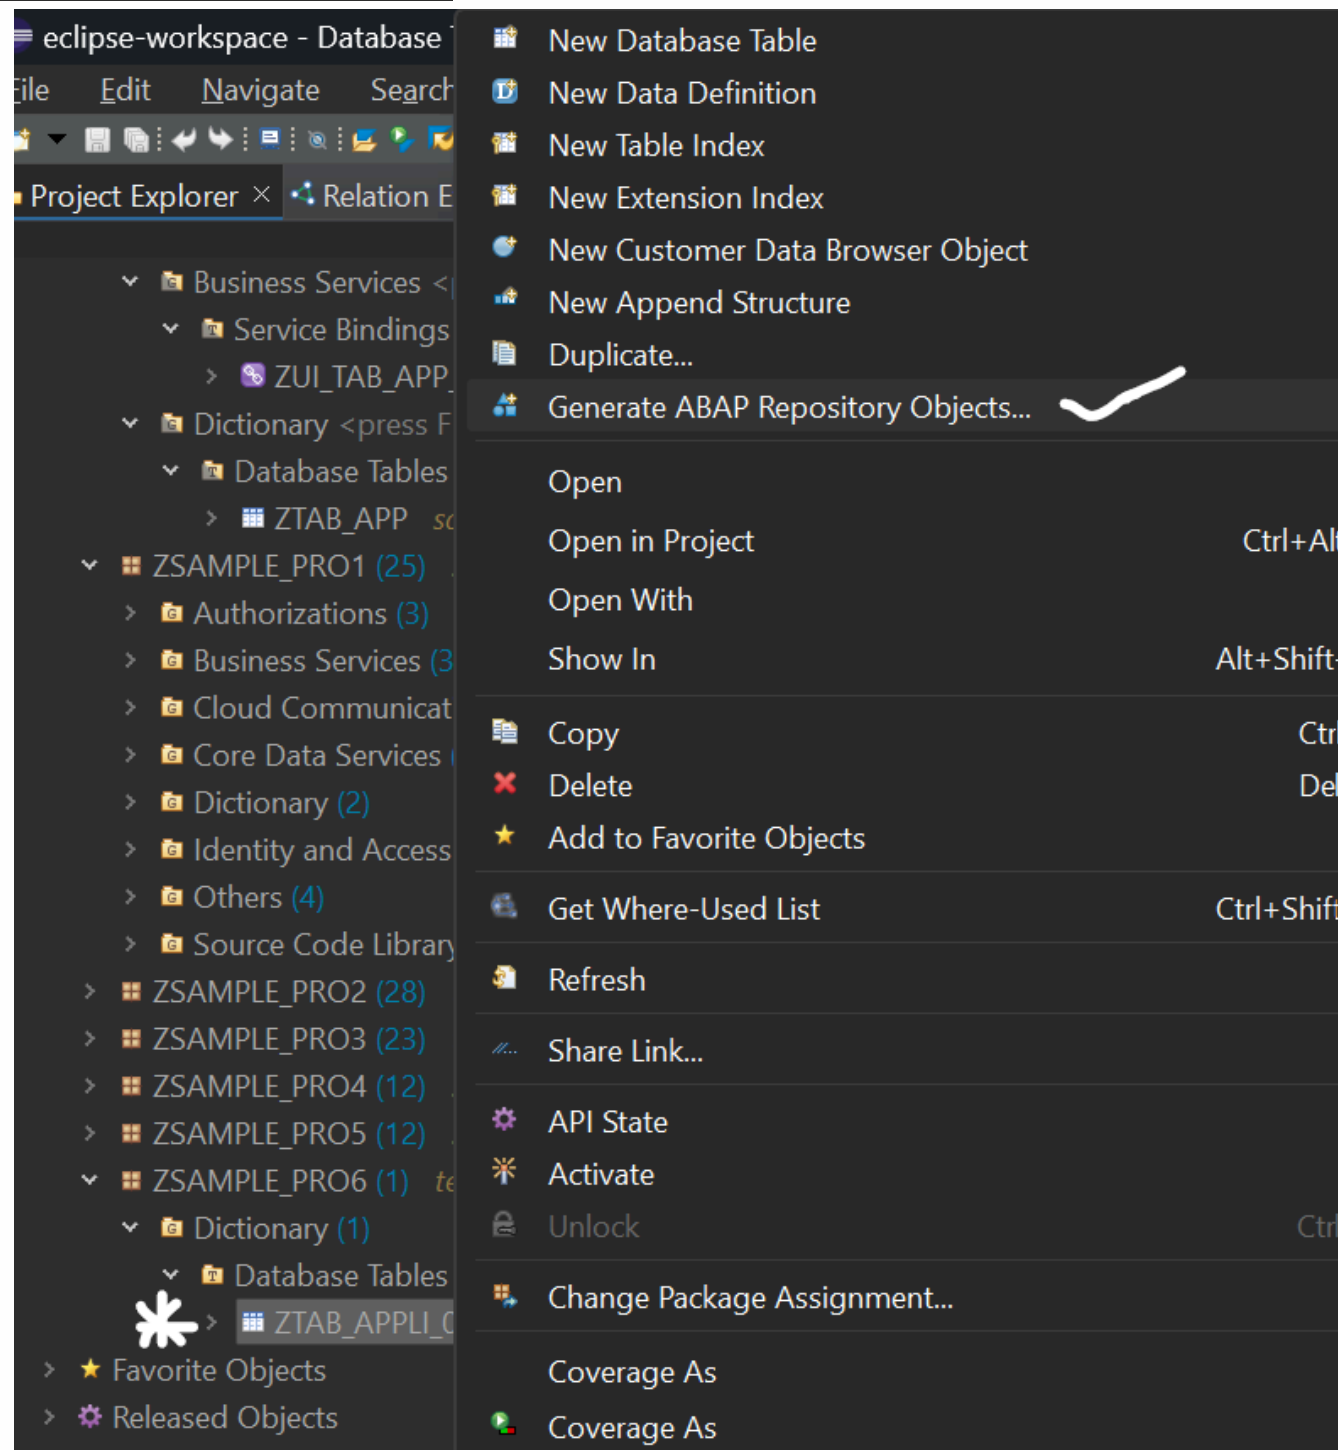 eclipse-workspace - Database
File Edit Navigate Search
Project Explorer Relation E
Business Services <
Service Bindings
ZUI_TAB_APP_
Dictionary <press F
Database Tables
ZTAB_APP
ZSAMPLE_PRO1 (25)
Authorizations (3)
Business Services (3
Cloud Communicat
Core Data Services
Dictionary (2)
Identity and Access
Others (4)
Source Code Library
ZSAMPLE_PRO2 (28)
ZSAMPLE_PRO3 (23)
ZSAMPLE_PRO4 (12)
ZSAMPLE_PRO5 (12)
ZSAMPLE_PRO6 (1) te
Dictionary (1)
Database Tables
ZTAB_APPLI_0
Favorite Objects
Released Objects
New Database Table
New Data Definition
New Table Index
New Extension Index
New Customer Data Browser Object
New Append Structure
Duplicate...
Generate ABAP Repository Objects...
Open
Open in Project Ctrl+Alt
Open With
Show In Alt+Shift+
Copy Ctrl
Delete Del
Add to Favorite Objects
Get Where-Used List Ctrl+Shift
Refresh
Share Link...
API State
Activate
Unlock Ctrl
Change Package Assignment...
Coverage As
Coverage As